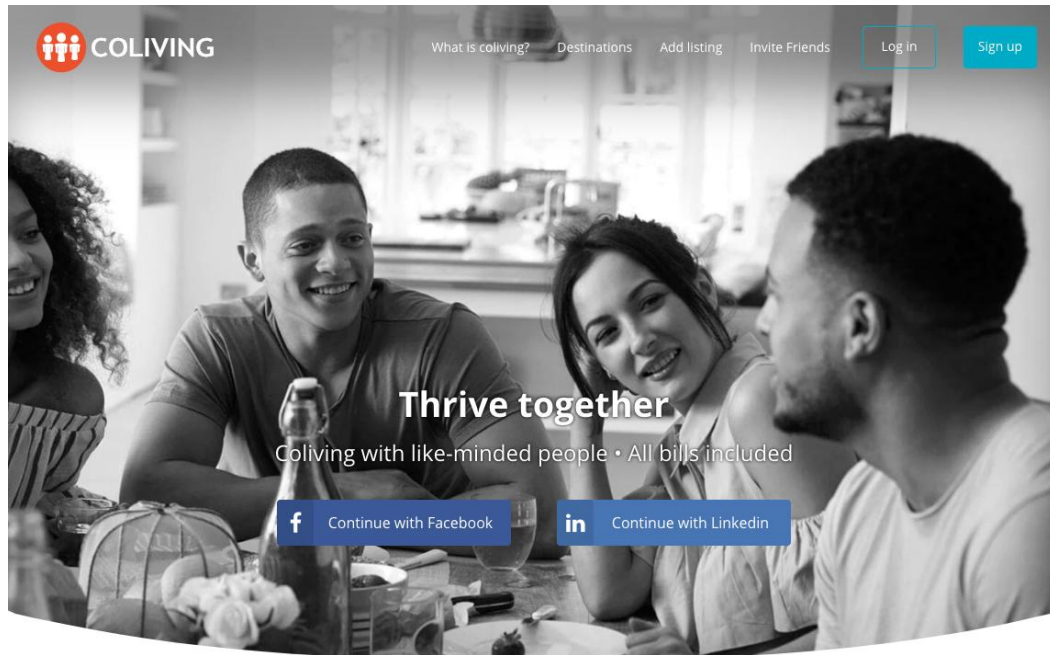 COLIVING
What is coliving?
Destinations
Add listing
Invite Friends
Log in
Sign up
Thrive together
Coliving with like-minded people • All bills included
f Continue with Facebook
in Continue with Linkedin